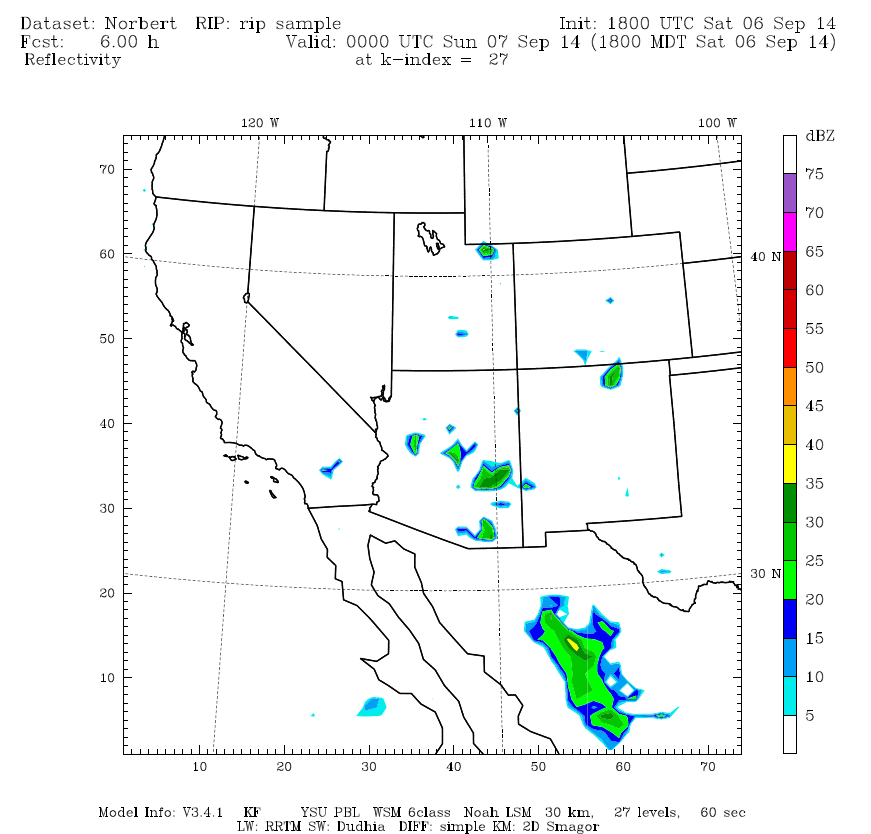 Dataset: Norbert RIP: rip sample Init: 1800 UTC Sat 06 Sep 14
Fcst: 6.00 h Valid: 0000 UTC Sun 07 Sep 14 (1800 MDT Sat 06 Sep 14)
Reflectivity at k-index = 27
120 W 110 W 100 W
dBZ
70
60
50
40
30
20
10
40 N
30 N
75
70
65
60
55
50
45
40
35
30
25
20
15
10
5
10 20 30 40 50 60 70
Model Info: V3.4.1 KF YSU PBL WSM 6class Noah LSM 30 km, 27 levels, 60 sec
LW: RRTM SW: Dudhia DIFF: simple KM: 2D Smagor